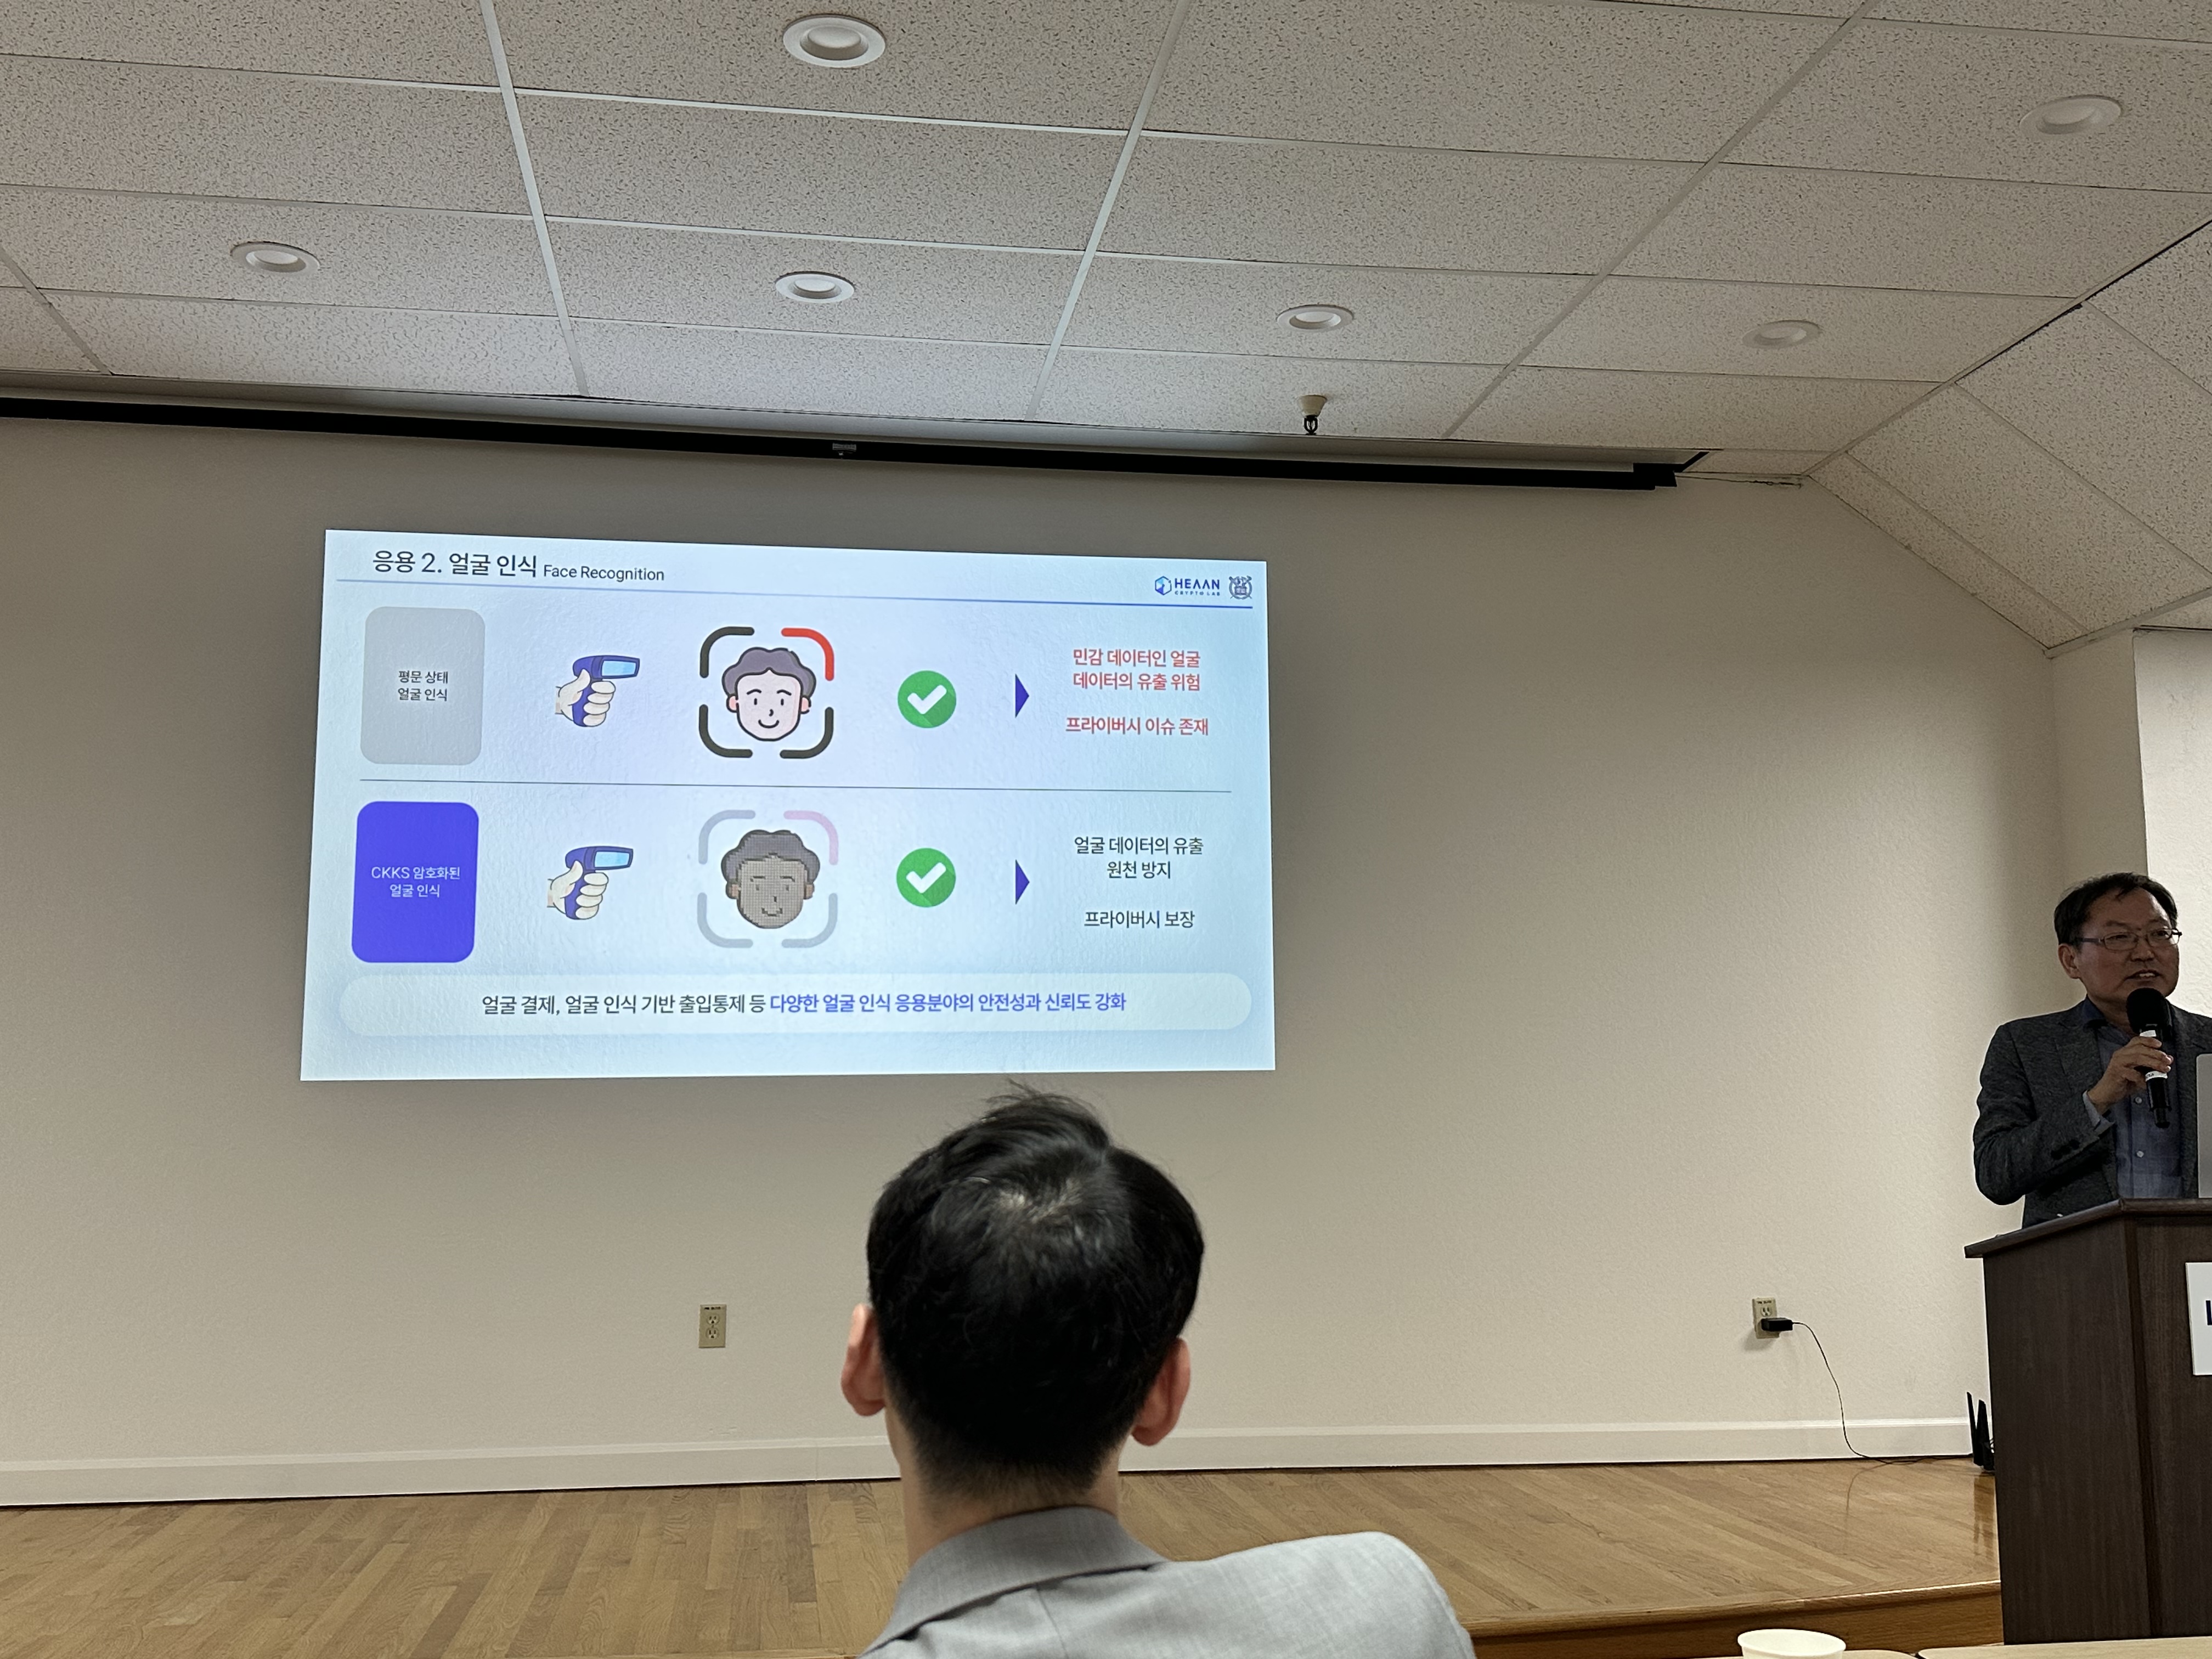 응용 2. 얼굴 인식 Face Recognition
HEAAN
CRYPTO LAB
평문 상태
얼굴 인식
민감 데이터인 얼굴
데이터의 유출 위험
프라이버시 이슈 존재
CKKS 암호화된
얼굴 인식
얼굴 데이터의 유출
원천 방지
프라이버시 보장
얼굴 결제, 얼굴 인식 기반 출입통제 등 다양한 얼굴 인식 응용분야의 안전성과 신뢰도 강화